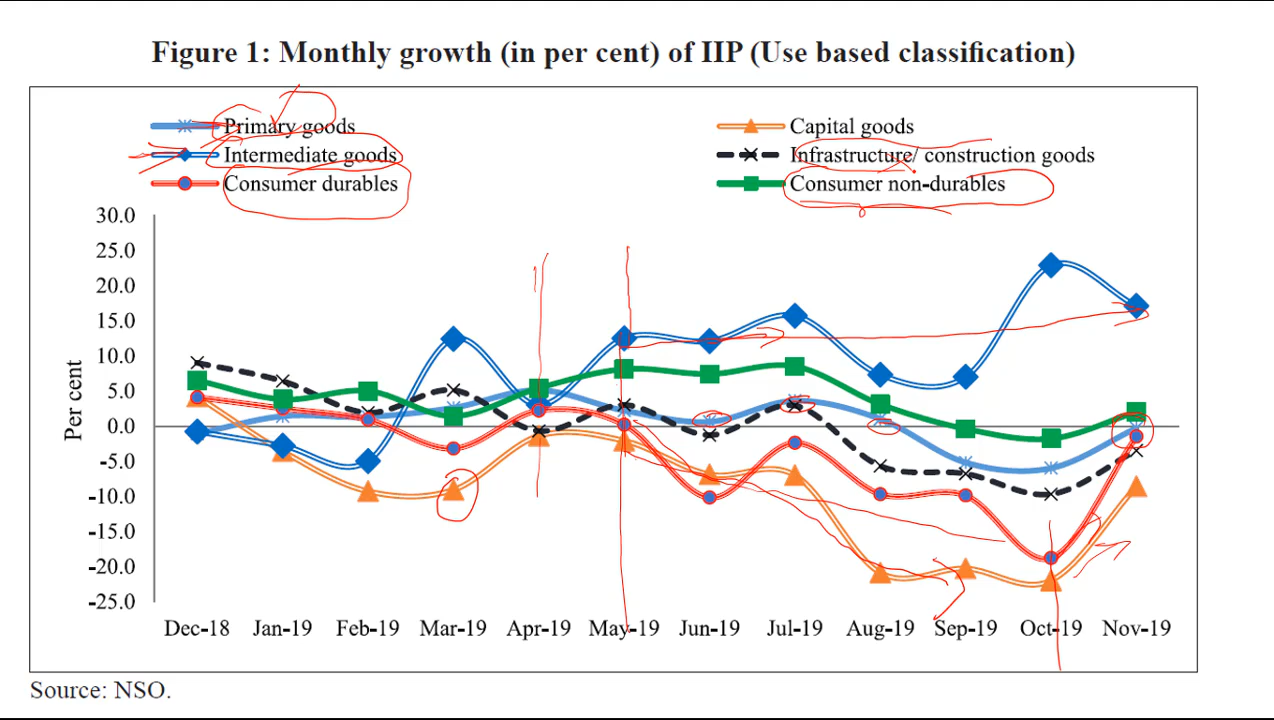 Figure 1: Monthly growth (in per cent) of IIP (Use based classification)
Primary goods
Capital goods
Intermediate goods
Infrastructure/ construction goods
Consumer durables
Consumer non-durables
30.0
25.0
20.0
15.0
10.0
5.0
0.0
-5.0
-10.0
-15.0
-20.0
-25.0
Per cent
Dec-18 Jan-19 Feb-19 Mar-19 Apr-19 May-19 Jun-19 Jul-19 Aug-19 Sep-19 Oct-19 Nov-19
Source: NSO.